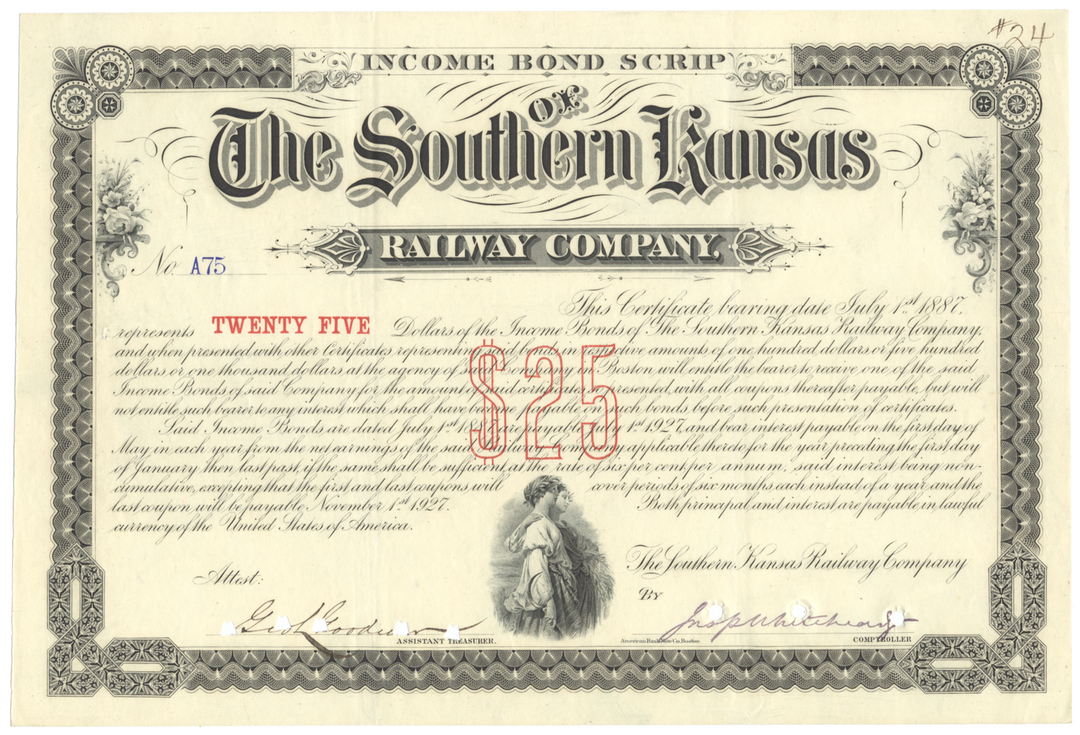 #24
INCOME BOND SCRIP
OF
The Southern Kansas
RAILWAY COMPANY
No. A75
This Certificate, bearing date July 1st 1887,
represents TWENTY FIVE Dollars of the Income Bonds of The Southern Kansas Railway Company,
and when presented with other Certificates representing said bonds, in respective amounts of one hundred dollars or five hundred
dollars or one thousand dollars at the agency of said Company in Boston will entitle the bearer to receive one of the said
Income Bonds of said Company for the amount of said certificates presented, with all coupons thereafter payable, but will
not entitle such bearer to any interest which shall have become payable on such bonds before such presentation of certificates.
Said Income Bonds are dated July 1st are payable July 1st 1927, and bear interest payable on the first day of
May in each year from the net earnings of the said applicable thereto for the year preceding the first day
of January then last past, if the same shall be sufficient, at the rate of six per cent per annum, said interest being non-
cumulative, excepting that the first and last coupons, will cover periods of six months each instead of a year, and the
last coupon will be payable, November 1st 1927. Both principal and interest are payable in lawful
currency of the United States of America.
$25
The Southern Kansas Railway Company
Attest:
BY
Geo. L. Goodwin
ASSISTANT TREASURER.
American Bank Note Co. Boston
Jno. P. Whitehead
COMPTROLLER